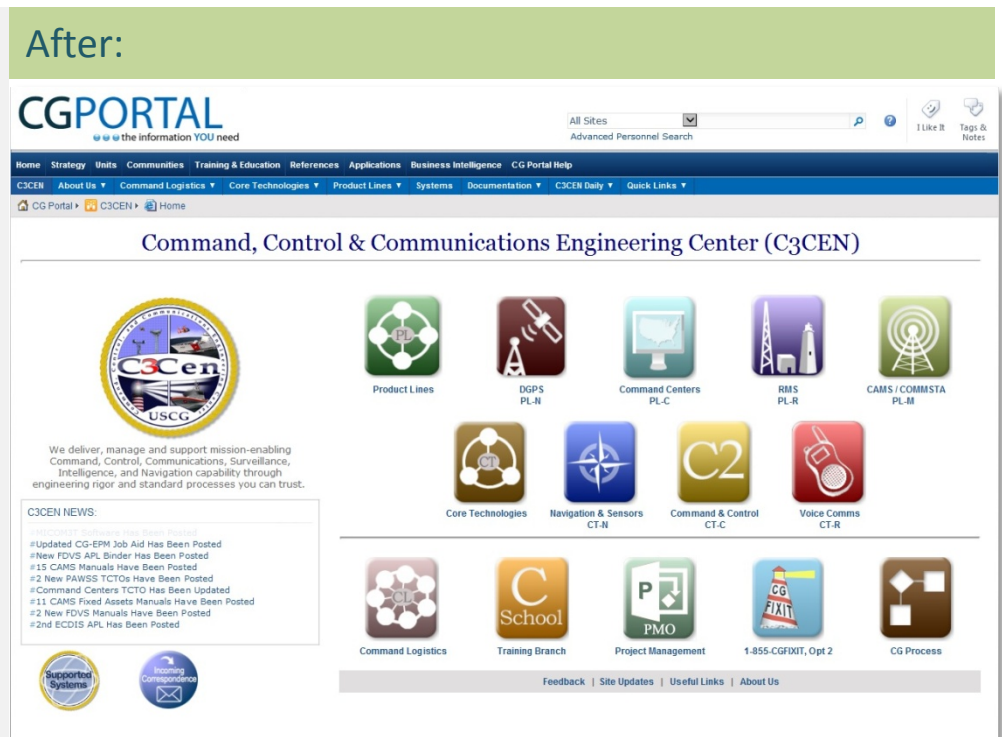 After:
CGPORTAL
the information YOU need
All Sites
Advanced Personnel Search
I Like It
Tags &
Notes
Home Strategy Units Communities Training & Education References Applications Business Intelligence CG Portal Help
C3CEN About Us Command Logistics Core Technologies Product Lines Systems Documentation C3CEN Daily Quick Links
CG Portal C3CEN Home
Command, Control & Communications Engineering Center (C3CEN)
Command, Control, and Communications Engineering Center
C3Cen
USCG
We deliver, manage and support mission-enabling
Command, Control, Communications, Surveillance,
Intelligence, and Navigation capability through
engineering rigor and standard processes you can trust.
C3CEN NEWS:
Software Has Been Posted
#Updated CG-EPM Job Aid Has Been Posted
#New FDVS APL Binder Has Been Posted
#15 CAMS Manuals Have Been Posted
#2 New PAWSS TCTOs Have Been Posted
#Command Centers TCTO Has Been Updated
#11 CAMS Fixed Assets Manuals Have Been Posted
#2 New FDVS Manuals Have Been Posted
#2nd ECDIS APL Has Been Posted
Supported
Systems
Incoming
Correspondence
PL
Product Lines
DGPS
PL-N
Command Centers
PL-C
RMS
PL-R
CAMS / COMMSTA
PL-M
CT
Core Technologies
Navigation & Sensors
CT-N
C2
Command & Control
CT-C
Voice Comms
CT-R
CL
Command Logistics
C
School
Training Branch
P
PMO
Project Management
CG
FIXIT
1-855-CGFIXIT, Opt 2
CG Process
Feedback | Site Updates | Useful Links | About Us